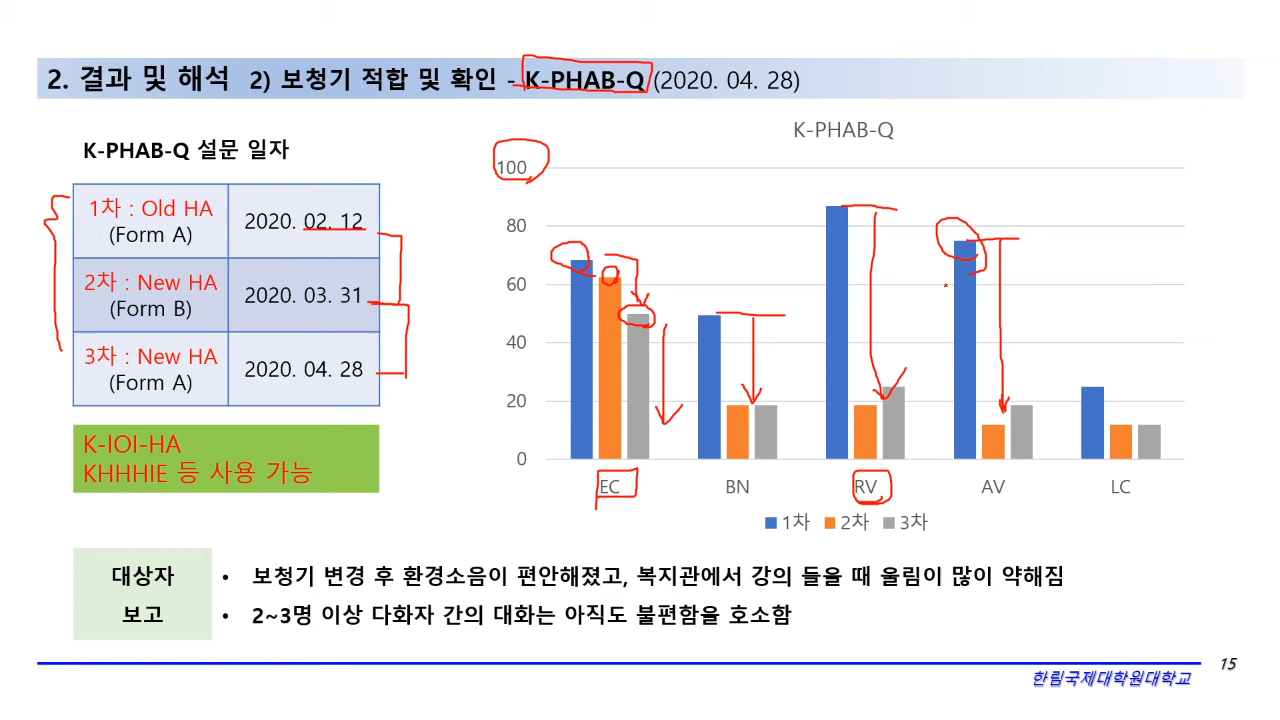 2. 결과 및 해석 2) 보청기 적합 및 확인 - K-PHAB-Q (2020. 04. 28)
K-PHAB-Q 설문 일자
1차 : Old HA
(Form A)
2020. 02. 12
2차 : New HA
(Form B)
2020. 03. 31
3차 : New HA
(Form A)
2020. 04. 28
K-IOI-HA
KHHHIE 등 사용 가능
K-PHAB-Q
100
80
60
40
20
0
EC BN RV AV LC
1차 2차 3차
대상자
보고
• 보청기 변경 후 환경소음이 편안해졌고, 복지관에서 강의 들을 때 울림이 많이 약해짐
• 2~3명 이상 다화자 간의 대화는 아직도 불편함을 호소함
15
한림국제대학원대학교